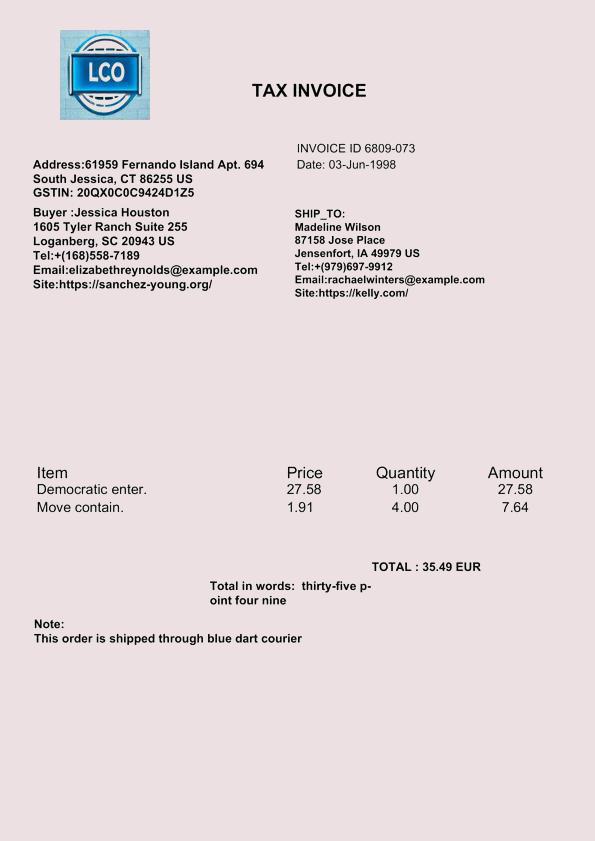 LCO
TAX INVOICE
INVOICE ID 6809-073
Date: 03-Jun-1998
Address:61959 Fernando Island Apt. 694
South Jessica, CT 86255 US
GSTIN: 20QX0C0C9424D1Z5
Buyer :Jessica Houston
1605 Tyler Ranch Suite 255
Loganberg, SC 20943 US
Tel:+(168)558-7189
Email:elizabethreynolds@example.com
Site:https://sanchez-young.org/
SHIP_TO:
Madeline Wilson
87158 Jose Place
Jensenfort, IA 49979 US
Tel:+(979)697-9912
Email:rachaelwinters@example.com
Site:https://kelly.com/
Item Price Quantity Amount
Democratic enter. 27.58 1.00 27.58
Move contain. 1.91 4.00 7.64
TOTAL : 35.49 EUR
Total in words:  thirty-five p-
oint four nine
Note:
This order is shipped through blue dart courier